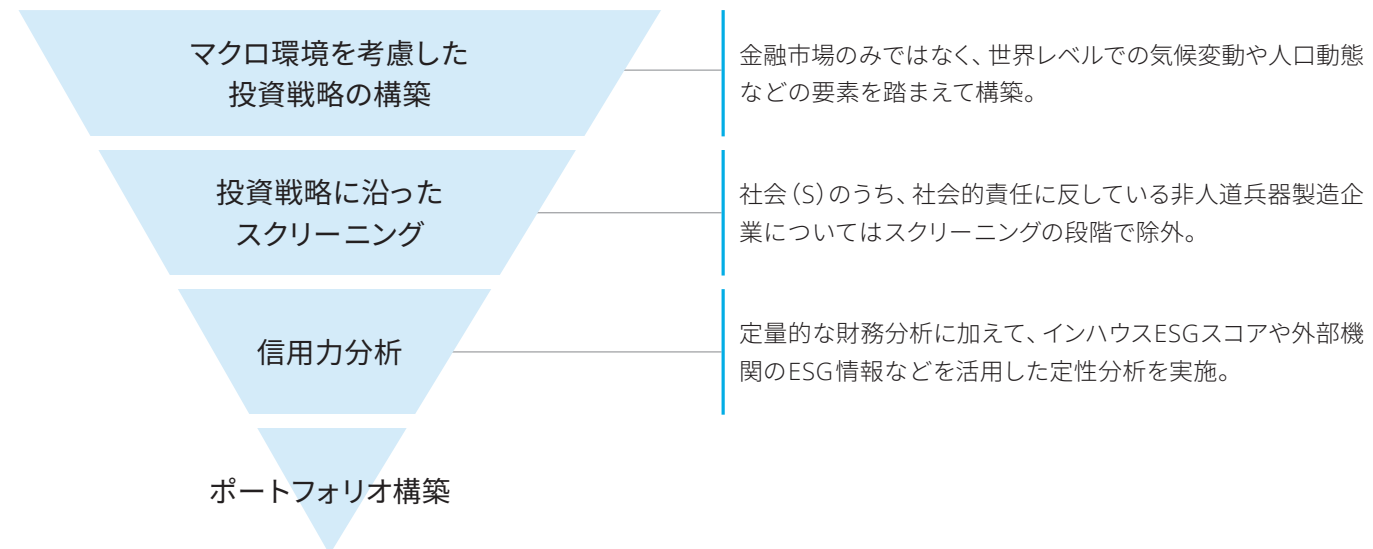 マクロ環境を考慮した
投資戦略の構築
金融市場のみではなく、世界レベルでの気候変動や人口動態
などの要素を踏まえて構築。
投資戦略に沿った
スクリーニング
社会（S）のうち、社会的責任に反している非人道兵器製造企
業についてはスクリーニングの段階で除外。
信用力分析
定量的な財務分析に加えて、インハウスESGスコアや外部機
関のESG情報などを活用した定性分析を実施。
ポートフォリオ構築